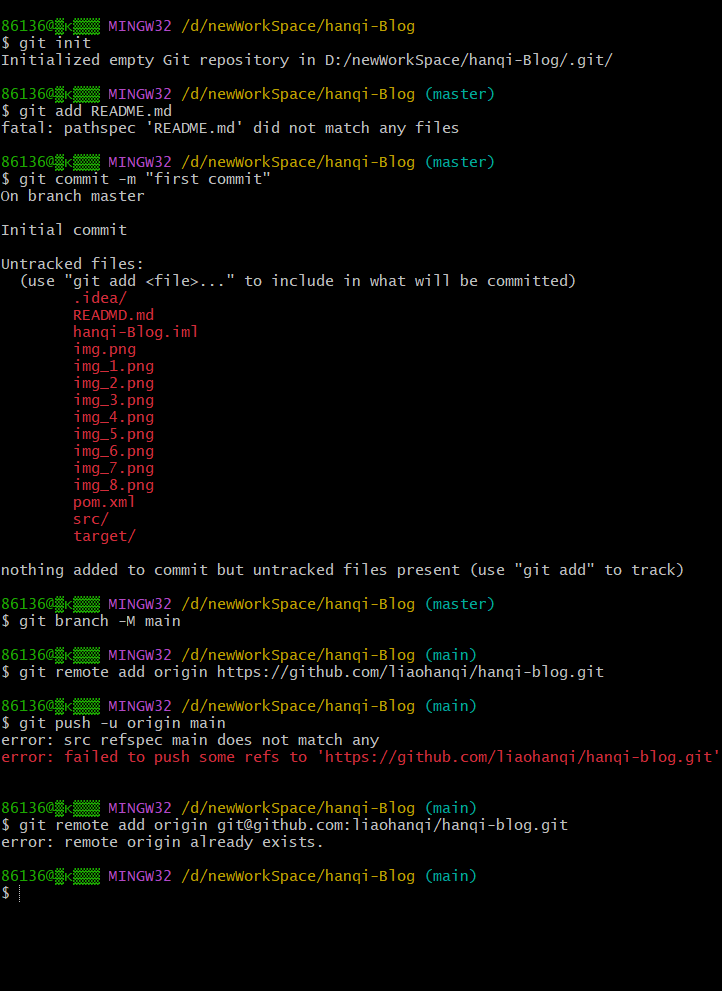 86136@▒к▒▒▒ MINGW32 /d/newWorkSpace/hanqi-Blog
$ git init
Initialized empty Git repository in D:/newWorkSpace/hanqi-Blog/.git/
86136@▒к▒▒▒ MINGW32 /d/newWorkSpace/hanqi-Blog (master)
$ git add README.md
fatal: pathspec 'README.md' did not match any files
86136@▒к▒▒▒ MINGW32 /d/newWorkSpace/hanqi-Blog (master)
$ git commit -m "first commit"
On branch master
Initial commit
Untracked files:
(use "git add <file>..." to include in what will be committed)
.idea/
READMD.md
hanqi-Blog.iml
img.png
img_1.png
img_2.png
img_3.png
img_4.png
img_5.png
img_6.png
img_7.png
img_8.png
pom.xml
src/
target/
nothing added to commit but untracked files present (use "git add" to track)
86136@▒к▒▒▒ MINGW32 /d/newWorkSpace/hanqi-Blog (master)
$ git branch -M main
86136@▒к▒▒▒ MINGW32 /d/newWorkSpace/hanqi-Blog (main)
$ git remote add origin https://github.com/liaohanqi/hanqi-blog.git
86136@▒к▒▒▒ MINGW32 /d/newWorkSpace/hanqi-Blog (main)
$ git push -u origin main
error: src refspec main does not match any
error: failed to push some refs to 'https://github.com/liaohanqi/hanqi-blog.git'
86136@▒к▒▒▒ MINGW32 /d/newWorkSpace/hanqi-Blog (main)
$ git remote add origin git@github.com:liaohanqi/hanqi-blog.git
error: remote origin already exists.
86136@▒к▒▒▒ MINGW32 /d/newWorkSpace/hanqi-Blog (main)
$